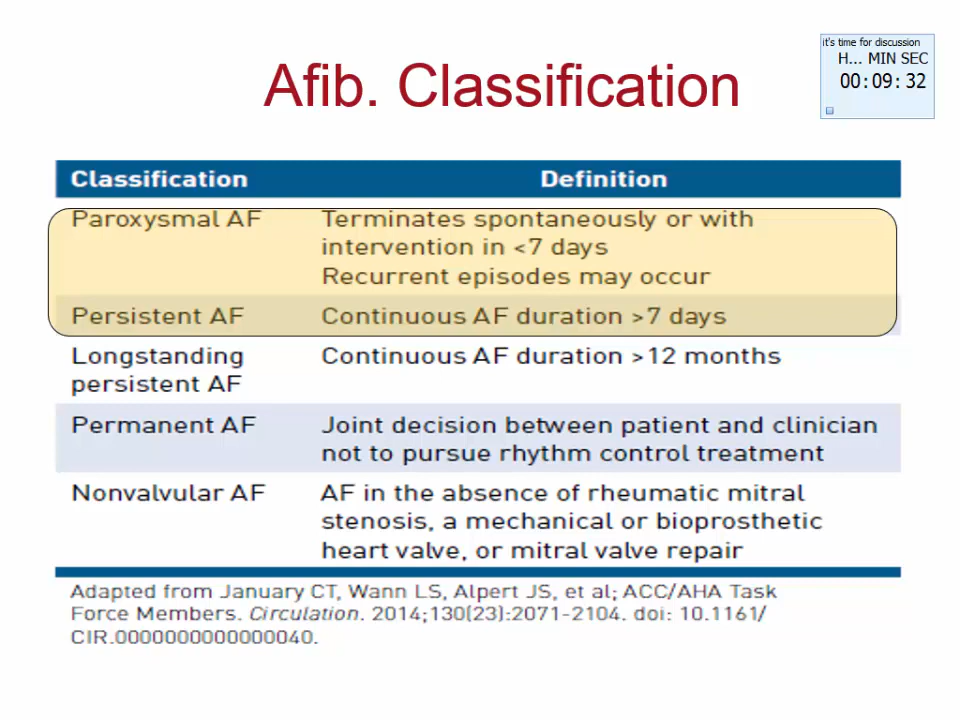 it's time for discussion
H... MIN SEC
00:09:32
Afib. Classification
Classification Definition
Paroxysmal AF Terminates spontaneously or with
intervention in <7 days
Recurrent episodes may occur
Persistent AF Continuous AF duration >7 days
Longstanding Continuous AF duration >12 months
persistent AF
Permanent AF Joint decision between patient and clinician
not to pursue rhythm control treatment
Nonvalvular AF AF in the absence of rheumatic mitral
stenosis, a mechanical or bioprosthetic
heart valve, or mitral valve repair
Adapted from January CT, Wann LS, Alpert JS, et al; ACC/AHA Task
Force Members. Circulation. 2014;130(23):2071-2104. doi: 10.1161/
CIR.0000000000000040.